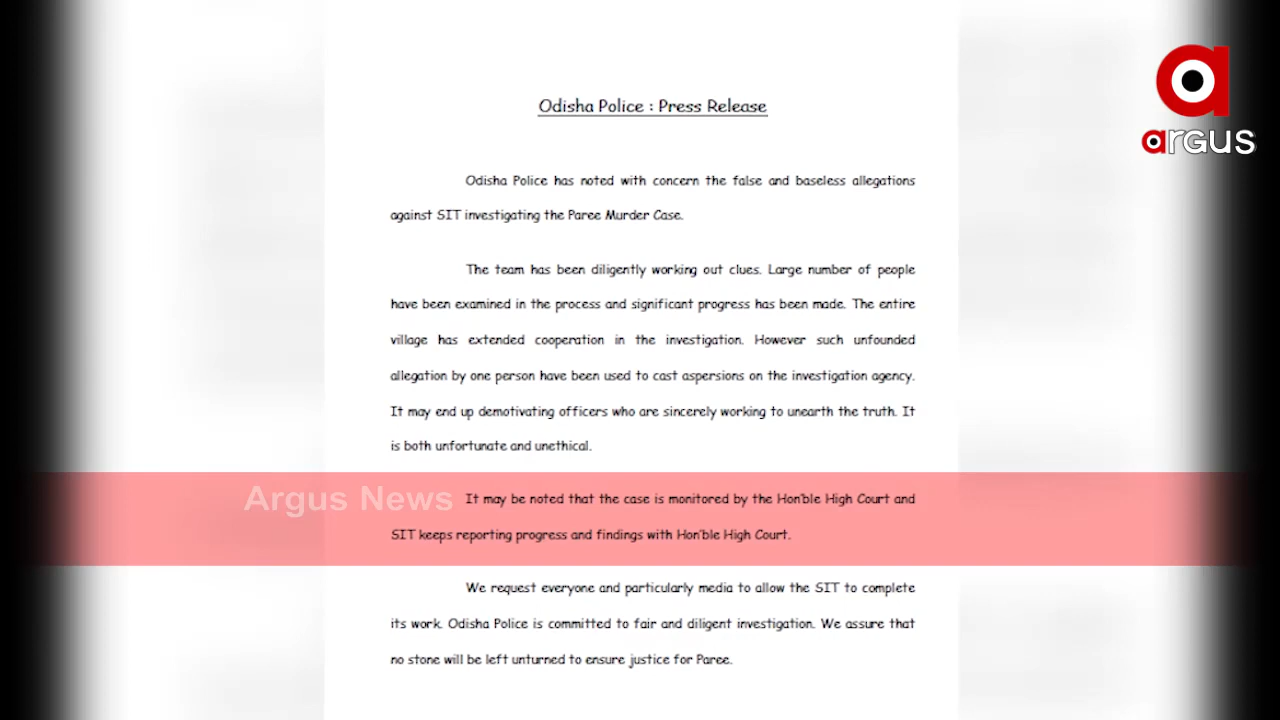 argus
Odisha Police : Press Release
Odisha Police has noted with concern the false and baseless allegations
against SIT investigating the Paree Murder Case.
The team has been diligently working out clues. Large number of people
have been examined in the process and significant progress has been made. The entire
village has extended cooperation in the investigation. However such unfounded
allegation by one person have been used to cast aspersions on the investigation agency.
It may end up demotivating officers who are sincerely working to unearth the truth. It
is both unfortunate and unethical.
Argus News
It may be noted that the case is monitored by the Hon'ble High Court and
SIT keeps reporting progress and findings with Hon'ble High Court.
We request everyone and particularly media to allow the SIT to complete
its work. Odisha Police is committed to fair and diligent investigation. We assure that
no stone will be left unturned to ensure justice for Paree.